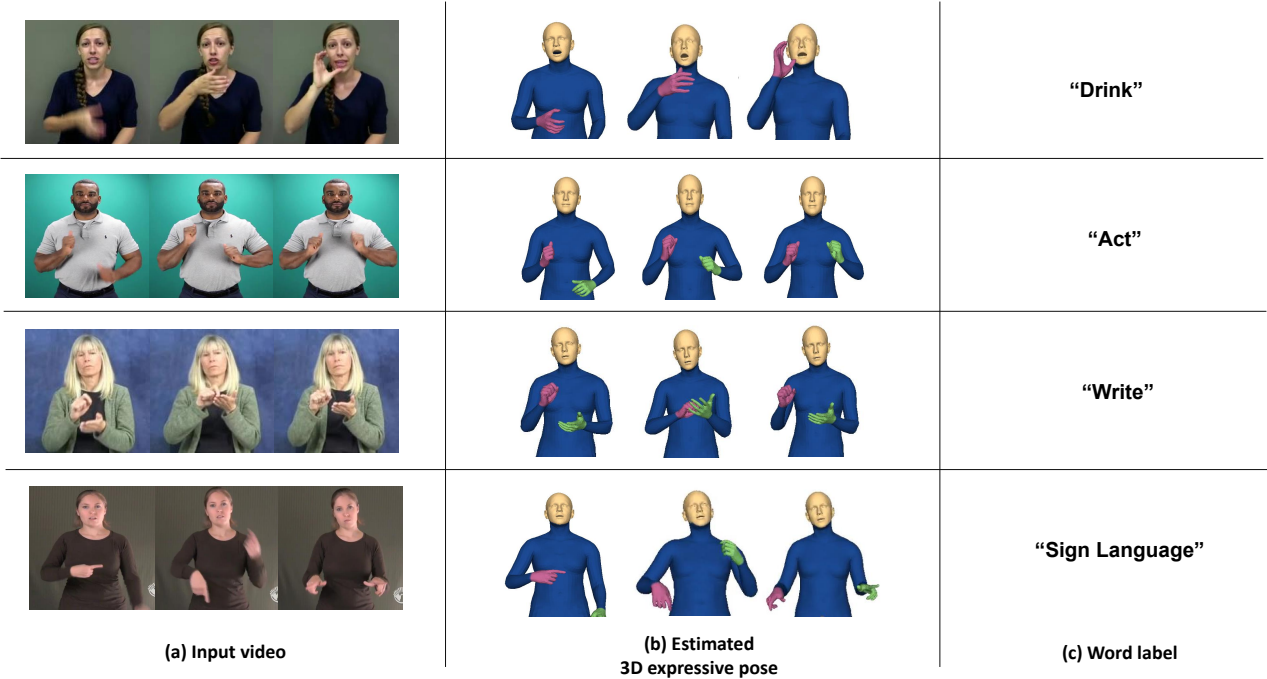 “Drink”
“Act”
“Write”
“Sign Language”
(a) Input video
(b) Estimated
3D expressive pose
(c) Word label